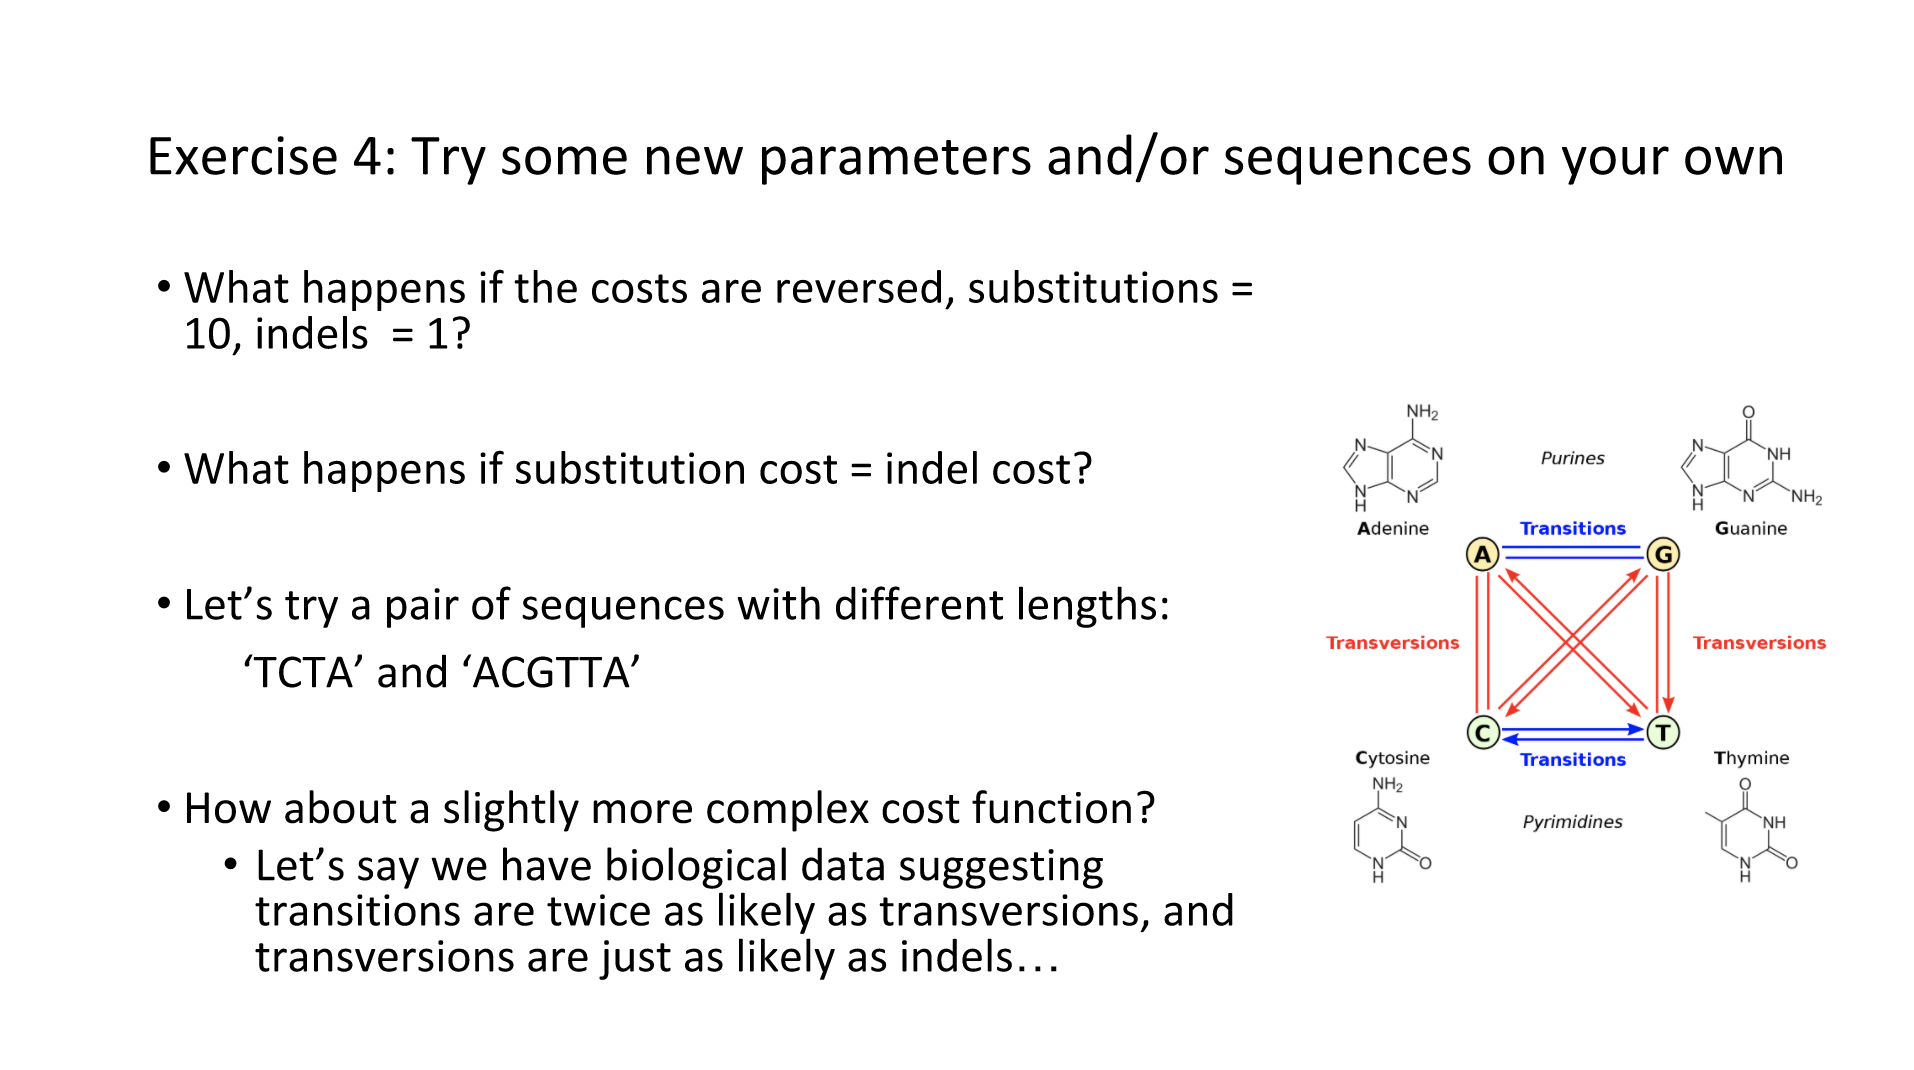 Exercise 4: Try some new parameters and/or sequences on your own
• What happens if the costs are reversed, substitutions =
10, indels  = 1?
• What happens if substitution cost = indel cost?
• Let’s try a pair of sequences with different lengths:
‘TCTA’ and ‘ACGTTA’
• How about a slightly more complex cost function?
• Let’s say we have biological data suggesting
transitions are twice as likely as transversions, and
transversions are just as likely as indels…
NH₂
N
N
N
H
N
Adenine
Purines
O
N
NH
N
H
N
NH₂
Guanine
Transitions
A
G
Transversions
Transversions
C
T
Transitions
Cytosine
NH₂
N
N
H
O
Pyrimidines
Thymine
O
NH
N
H
O